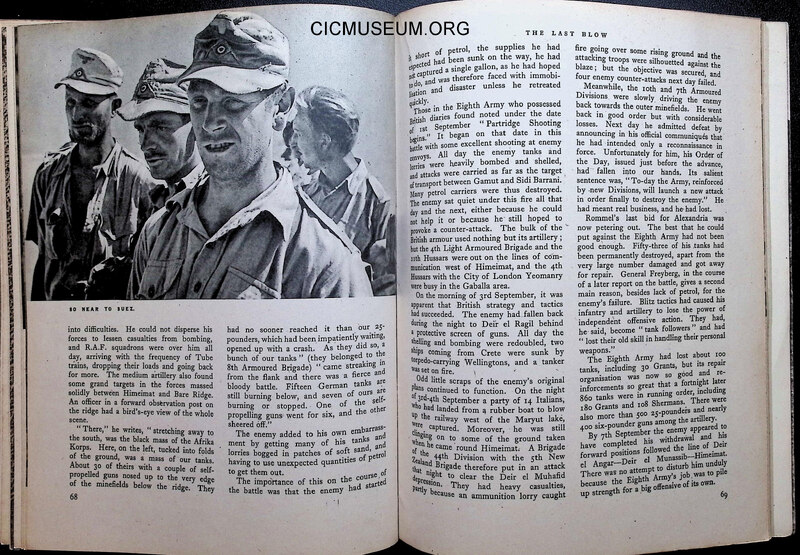 CICMUSEUM.ORG
SO NEAR TO SUEZ.
into difficulties. He could not disperse his
forces to lessen casualties from bombing,
and R.A.F. squadrons were over him all
day, arriving with the frequency of Tube
trains, dropping their loads and going back
for more. The medium artillery also found
some grand targets in the forces massed
solidly between Himeimat and Bare Ridge.
An officer in a forward observation post on
the ridge had a bird's-eye view of the whole
scene.
"There," he writes, "stretching away to
the south, was the black mass of the Afrika
Korps. Here, on the left, tucked into folds
of the ground, was a mass of our tanks.
About 30 of theirs with a couple of self-
propelled guns nosed up to the very edge
of the minefields below the ridge. They
68
had no sooner reached it than our 25-
pounders, which had been impatiently waiting,
opened up with a crash. As they did so, a
bunch of our tanks" (they belonged to the
8th Armoured Brigade) "came streaking in
from the flank and there was a fierce and
bloody battle. Fifteen German tanks are
still burning below, and seven of ours are
burning or stopped. One of the self-
propelling guns went for six, and the other
sheered off."
The enemy added to his own embarrass-
ment by getting many of his tanks and
lorries bogged in patches of soft sand, and
having to use unexpected quantities of petrol
to get them out.
The importance of this on the course of
the battle was that the enemy had started
THE LAST BLOW
short of petrol, the supplies he had
expected had been sunk on the way, he had
not captured a single gallon, as he had hoped
to do, and was therefore faced with immobi-
lisation and disaster unless he retreated
quickly.
Those in the Eighth Army who possessed
British diaries found noted under the date
of 1st September "Partridge Shooting
begins." It began on that date in this
battle with some excellent shooting at enemy
convoys. All day the enemy tanks and
lorries were heavily bombed and shelled,
and attacks were carried as far as the target
of transport between Gamut and Sidi Barrani.
Many petrol carriers were thus destroyed.
The enemy sat quiet under this fire all that
day and the next, either because he could
not help it or because he still hoped to
provoke a counter-attack. The bulk of the
British armour used nothing but its artillery;
but the 4th Light Armoured Brigade and the
11th Hussars were out on the lines of com-
munication west of Himeimat, and the 4th
Hussars with the City of London Yeomanry
were busy in the Gaballa area.
On the morning of 3rd September, it was
apparent that British strategy and tactics
had succeeded. The enemy had fallen back
during the night to Deir el Ragil behind
a protective screen of guns. All day the
shelling and bombing were redoubled, two
ships coming from Crete were sunk by
torpedo-carrying Wellingtons, and a tanker
was set on fire.
Odd little scraps of the enemy's original
plans continued to function. On the night
of 3rd-4th September a party of 14 Italians,
who had landed from a rubber boat to blow
up the railway west of the Maryut lake,
were captured. Moreover, he was still
clinging on to some of the ground taken
when he came round Himeimat. A Brigade
of the 44th Division with the 5th New
Zealand Brigade therefore put in an attack
that night to clear the Deir el Muhafid
depression. They had heavy casualties,
partly because an ammunition lorry caught
fire going over some rising ground and the
attacking troops were silhouetted against the
blaze; but the objective was secured, and
four enemy counter-attacks next day failed.
Meanwhile, the 10th and 7th Armoured
Divisions were slowly driving the enemy
back towards the outer minefields. He went
back in good order but with considerable
losses. Next day he admitted defeat by
announcing in his official communiqués that
he had intended only a reconnaissance in
force. Unfortunately for him, his Order of
the Day, issued just before the advance,
had fallen into our hands. Its salient
sentence was, "To-day the Army, reinforced
by new Divisions, will launch a new attack
in order finally to destroy the enemy." He
had meant real business, and he had lost.
Rommel's last bid for Alexandria was
now petering out. The best that he could
put against the Eighth Army had not been
good enough. Fifty-three of his tanks had
been permanently destroyed, apart from the
very large number damaged and got away
for repair. General Freyberg, in the course
of a later report on the battle, gives a second
main reason, besides lack of petrol, for the
enemy's failure. Blitz tactics had caused his
infantry and artillery to lose the power of
independent offensive action. They had,
he said, become "tank followers" and had
"lost their old skill in handling their personal
weapons."
The Eighth Army had lost about 100
tanks, including 30 Grants, but its repair
organisation was now so good and re-
inforcements so great that a fortnight later
860 tanks were in running order, including
180 Grants and 108 Shermans. There were
also more than 500 25-pounders and nearly
400 six-pounder guns among the artillery.
By 7th September the enemy appeared to
have completed his withdrawal and his
forward positions followed the line of Deir
el Angar—Deir el Munassib—Himeimat.
There was no attempt to disturb him unduly
because the Eighth Army's job was to pile
up strength for a big offensive of its own.
69